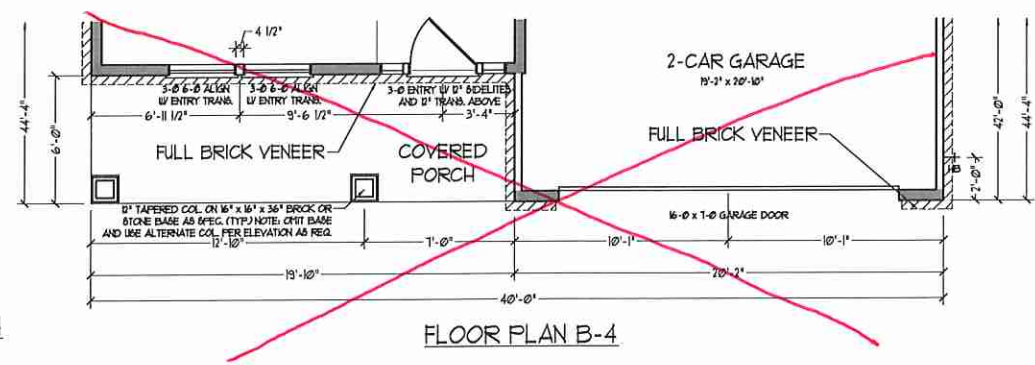 4 1/2"
2-CAR GARAGE
19'-2" x 20'-10"
3-0 6-0 ALIGN
W/ ENTRY TRANS.
3-0 6-0 ALIGN
W/ ENTRY TRANS.
3-0 ENTRY W/ 12" SIDELITES
AND 12" TRANS. ABOVE
44'-4"
6'-0"
6'-11 1/2"
9'-6 1/2"
3'-4"
FULL BRICK VENEER
COVERED
PORCH
FULL BRICK VENEER
42'-0"
44'-4"
HB
2'-0"
12" TAPERED COL. ON 16" x 16" x 36" BRICK OR
STONE BASE AS SPEC. (TYP.) NOTE: OMIT BASE
AND USE ALTERNATE COL. PER ELEVATION AS REQ.
16-0 x 7-0 GARAGE DOOR
12'-10"
7'-0"
10'-1"
10'-1"
19'-10"
20'-2"
40'-0"
FLOOR PLAN B-4